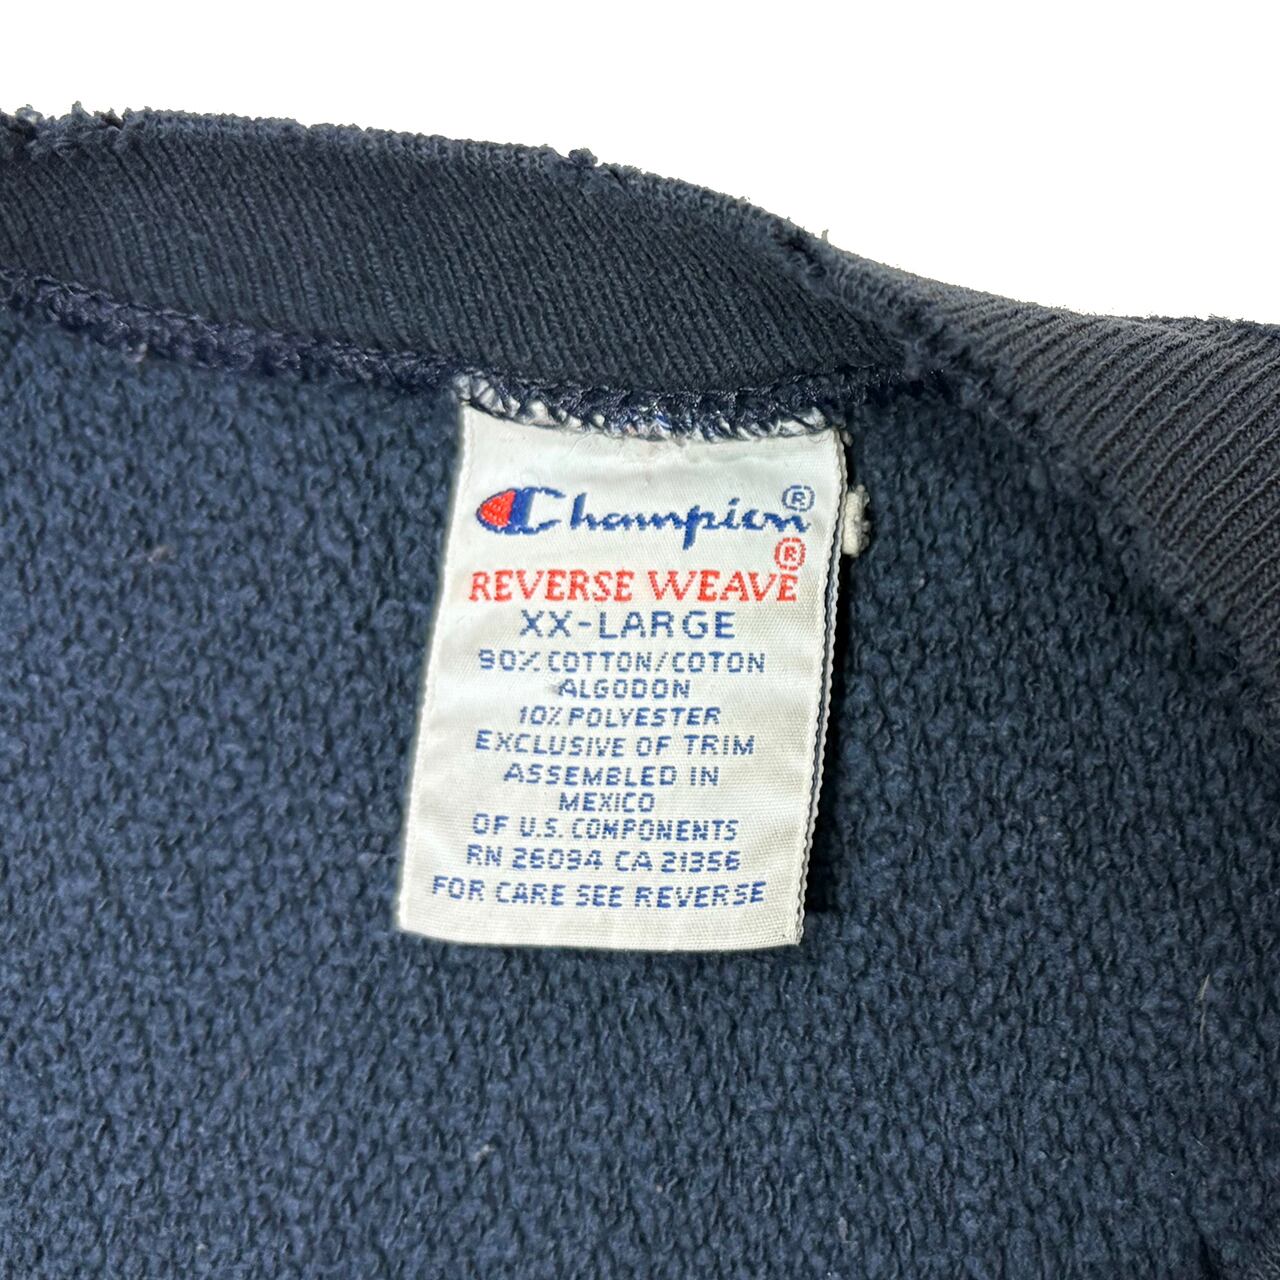 Champion®
REVERSE WEAVE®
XX-LARGE
90% COTTON/COTON
ALGODON
10% POLYESTER
EXCLUSIVE OF TRIM
ASSEMBLED IN
MEXICO
OF U.S. COMPONENTS
RN 26094 CA 21356
FOR CARE SEE REVERSE